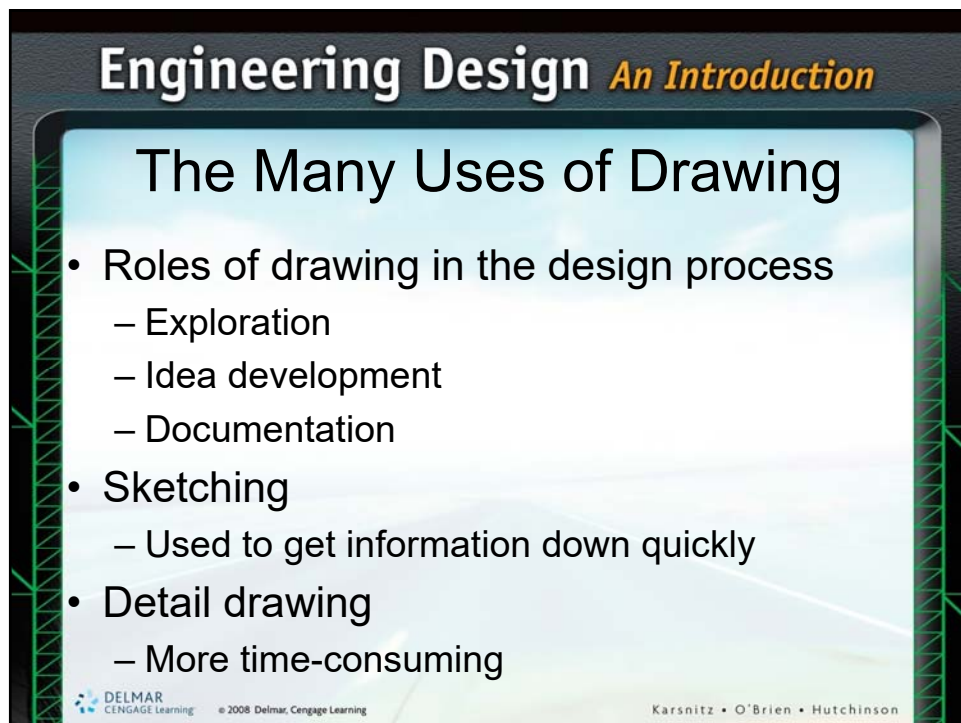 Engineering Design An Introduction
The Many Uses of Drawing
• Roles of drawing in the design process
– Exploration
– Idea development
– Documentation
• Sketching
– Used to get information down quickly
• Detail drawing
– More time-consuming
DELMAR
CENGAGE Learning © 2008 Delmar, Cengage Learning
Karsnitz • O'Brien • Hutchinson